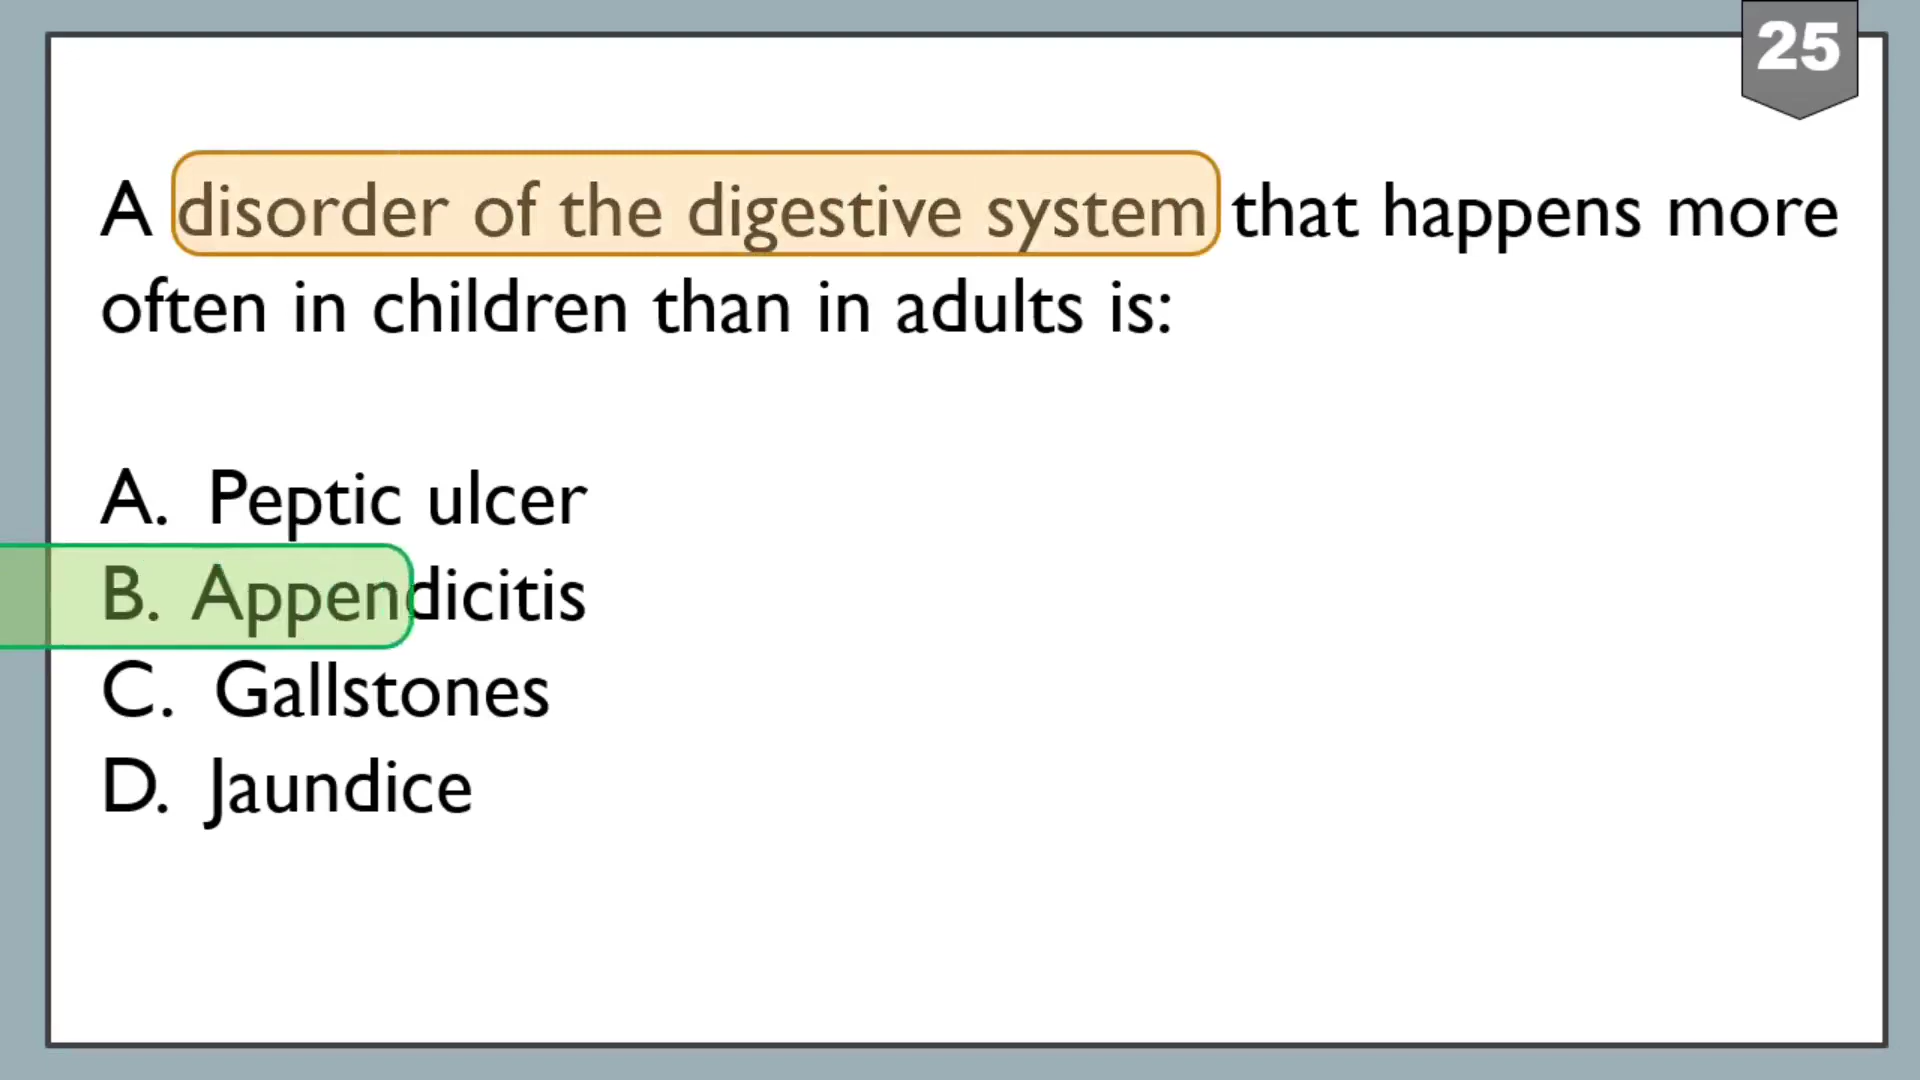 25
A disorder of the digestive system that happens more
often in children than in adults is:
A. Peptic ulcer
B. Appendicitis
C. Gallstones
D. Jaundice